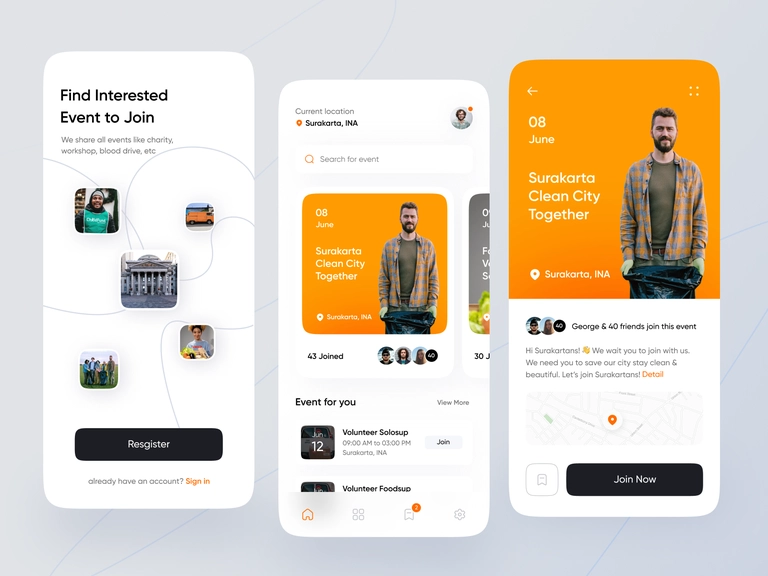 Find Interested
Event to Join
We share all events like charity,
workshop, blood drive, etc
Resgister
already have an account? Sign in
Current location
Surakarta, INA
Search for event
08
June
Surakarta
Clean City
Together
Surakarta, INA
43 Joined
40
30 J
Event for you
View More
Jun
12
Volunteer Solosup
09:00 AM to 03:00 PM
Surakarta, INA
Join
Volunteer Foodsup
08
June
Surakarta
Clean City
Together
Surakarta, INA
40
George & 40 friends join this event
Hi Surakartans! 👋 We wait you to join with us.
We need you to save our city stay clean &
beautiful. Let's join Surakartans! Detail
Join Now